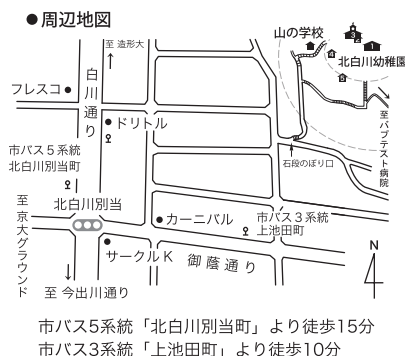 ●周辺地図
至 造形大
山の学校
3
1
4
北白川幼稚園
2
フレスコ
白川通り
ドリトル
至バプテスト病院
市バス5系統
北白川別当町
石段のぼり口
北白川別当
カーニバル
市バス3系統
上池田町
至京大グラウンド
サークルK
御蔭通り
N
至 今出川通り
市バス5系統「北白川別当町」より徒歩15分
市バス3系統「上池田町」より徒歩10分